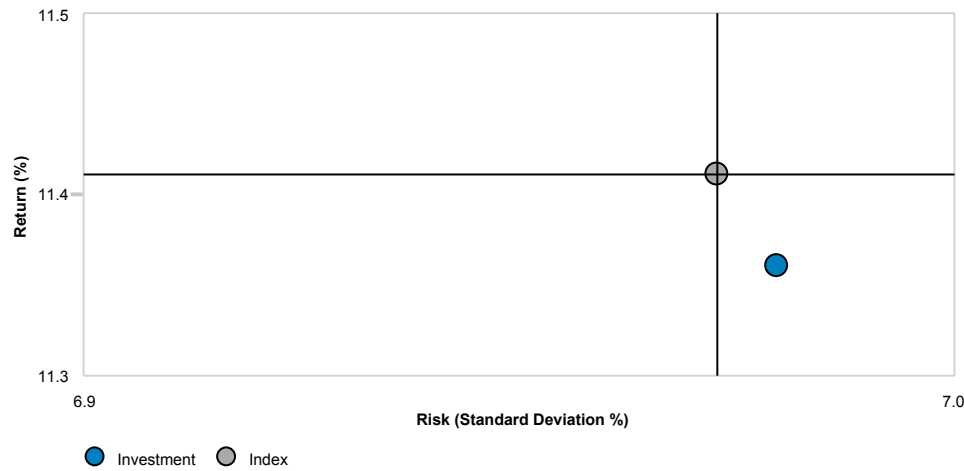 11.5
Return (%)
11.4
11.3
6.9
7.0
Risk (Standard Deviation %)
Investment
Index